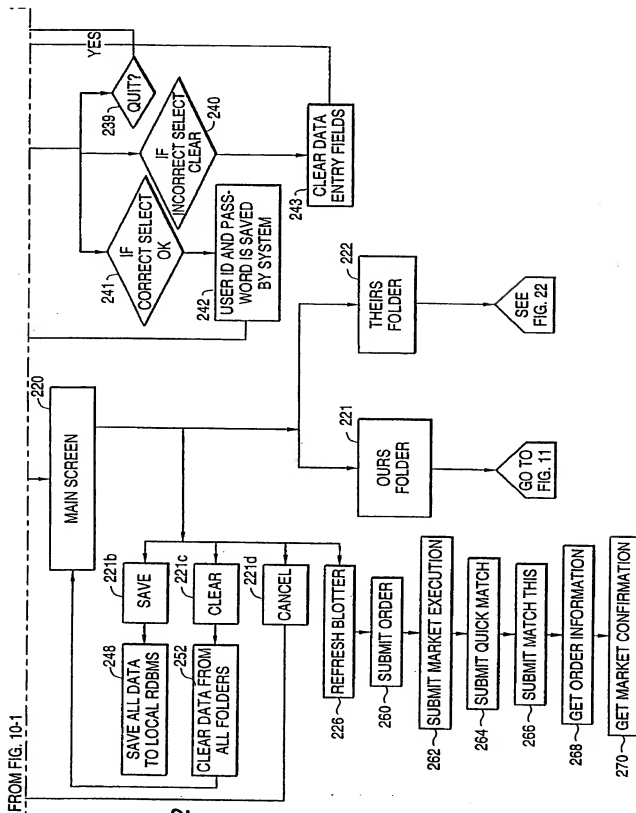 FROM FIG. 10-1
YES
239
QUIT?
240
IF
INCORRECT SELECT
CLEAR
241
IF
CORRECT SELECT
OK
242
USER ID AND PASS-
WORD IS SAVED
BY SYSTEM
243
CLEAR DATA
ENTRY FIELDS
220
MAIN SCREEN
221b
SAVE
221c
CLEAR
221d
CANCEL
248
SAVE ALL DATA
TO LOCAL RDBMS
252
CLEAR DATA FROM
ALL FOLDERS
221
OURS
FOLDER
GO TO
FIG. 11
222
THEIRS
FOLDER
SEE
FIG. 22
226
REFRESH BLOTTER
260
SUBMIT ORDER
262
SUBMIT MARKET EXECUTION
264
SUBMIT QUICK MATCH
266
SUBMIT MATCH THIS
268
GET ORDER INFORMATION
270
GET MARKET CONFIRMATION